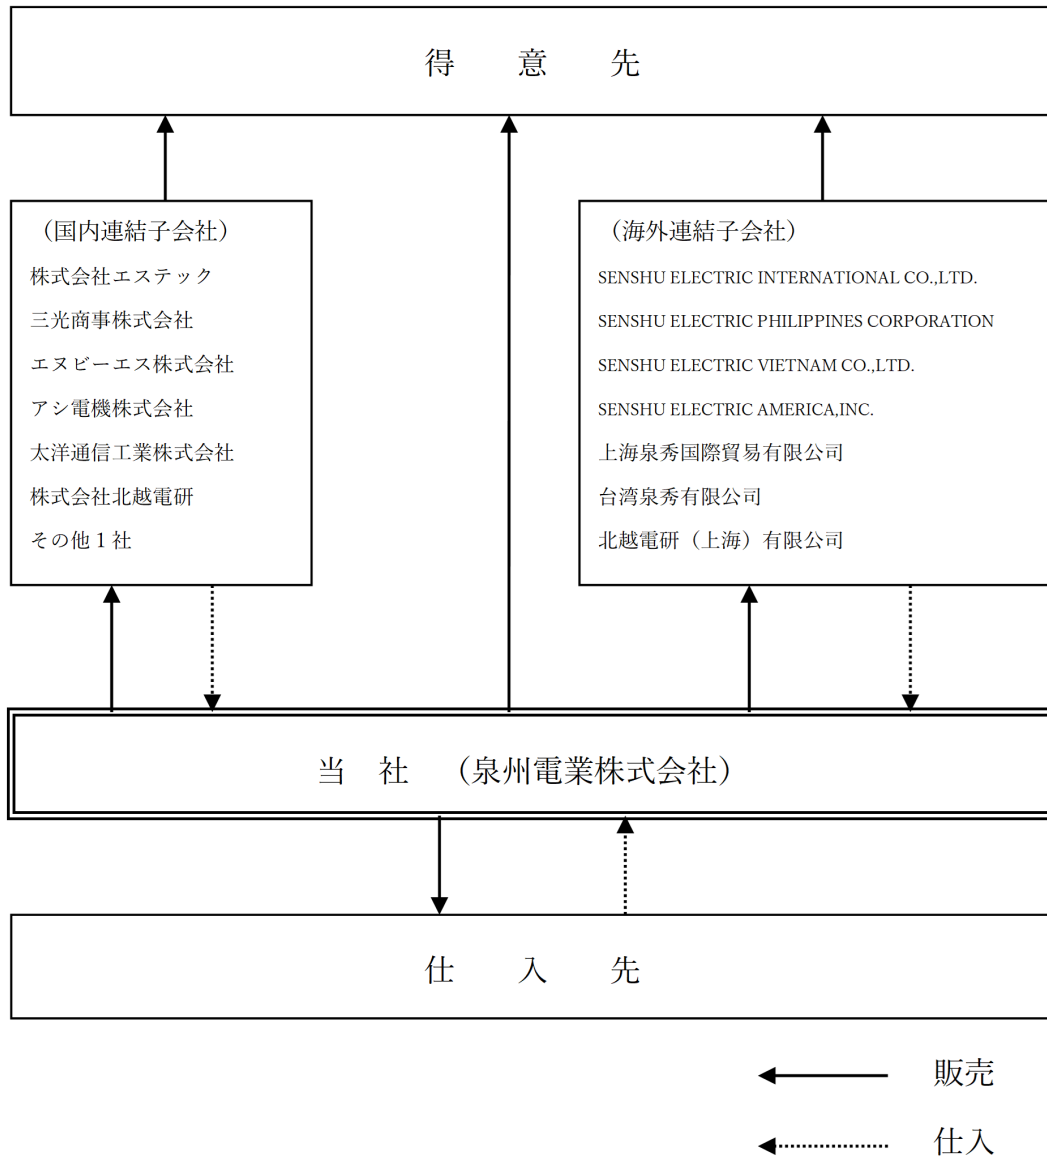 得意先
(国内連結子会社)
株式会社エステック
三光商事株式会社
エヌビーエス株式会社
アシ電機株式会社
太洋通信工業株式会社
株式会社北越電研
その他1社
(海外連結子会社)
SENSHU ELECTRIC INTERNATIONAL CO.,LTD.
SENSHU ELECTRIC PHILIPPINES CORPORATION
SENSHU ELECTRIC VIETNAM CO.,LTD.
SENSHU ELECTRIC AMERICA,INC.
上海泉秀国際貿易有限公司
台湾泉秀有限公司
北越電研(上海)有限公司
当社 (泉州電業株式会社)
仕入先
販売
仕入